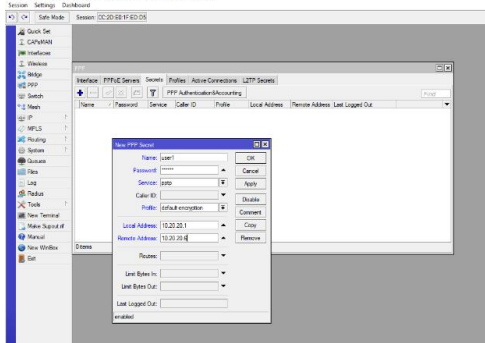 Session Settings Dashboard
Safe Mode Session: CC:2D:E0:1F:ED:D5
Quick Set
CAPsMAN
Interfaces
Wireless
Bridge
PPP
Switch
Mesh
IP
MPLS
Routing
System
Queues
Files
Log
Radius
Tools
New Terminal
Make Supout.rif
Manual
New WinBox
Exit
PPP
Interface PPPoE Servers Secrets Profiles Active Connections L2TP Secrets
PPP Authentication&Accounting
Find
Name Password Service Caller ID Profile Local Address Remote Address Last Logged Out
0 items
New PPP Secret
Name: user1 OK
Password: ****** Cancel
Service: pptp Apply
Caller ID: Disable
Profile: default-encryption Comment
Local Address: 10.20.20.1 Copy
Remote Address: 10.20.20.6 Remove
Routes:
Limit Bytes In:
Limit Bytes Out:
Last Logged Out:
enabled